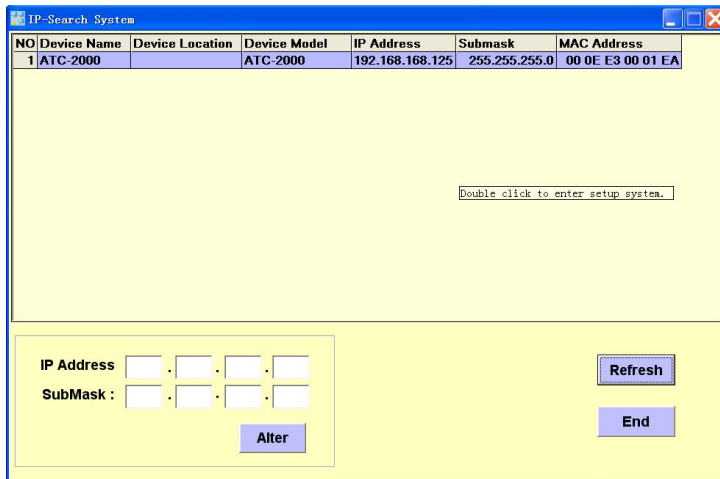 IP-Search System
NO Device Name Device Location Device Model IP Address Submask MAC Address
1 ATC-2000 ATC-2000 192.168.168.125 255.255.255.0 00 0E E3 00 01 EA
Double click to enter setup system.
IP Address . . .
SubMask : . . .
Refresh
Alter
End